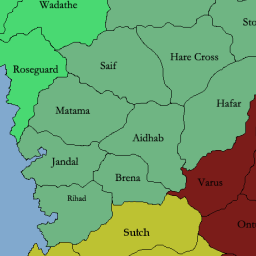 Wadathe
Sto
Hare Cross
Saif
Roseguard
Hafar
Matama
Aidhab
Jandal
Brena
Varus
Rihad
Onn
Sutch